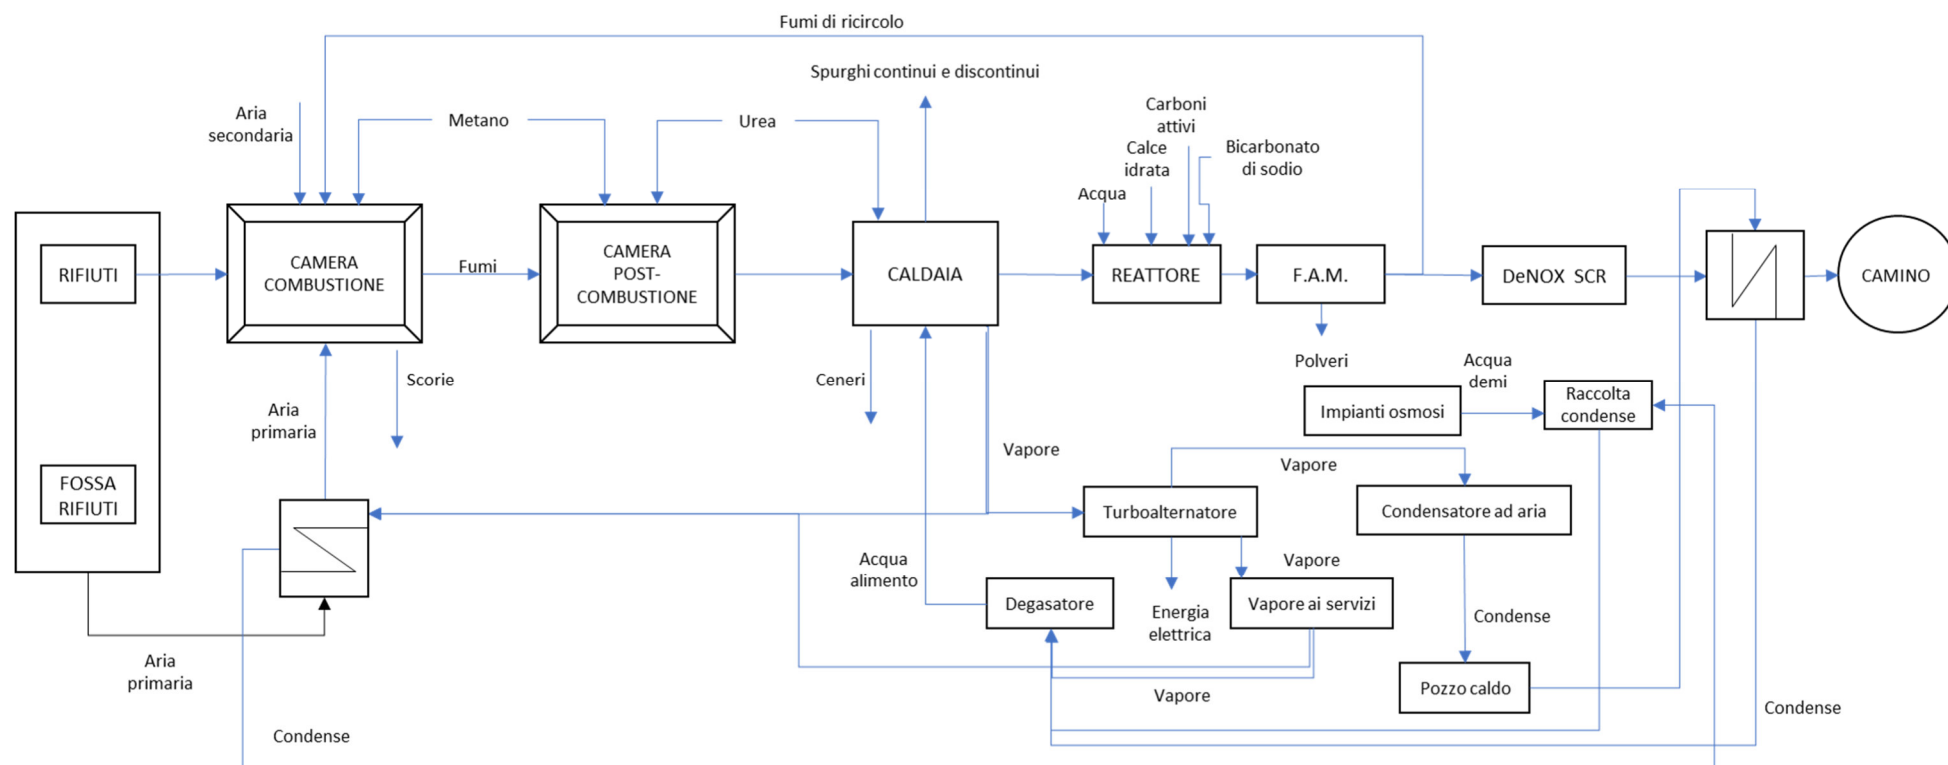 Fumi di ricircolo
Spurghi continui e discontinui
Aria
secondaria
Metano
Urea
Carboni
attivi
Calce
idrata
Bicarbonato
di sodio
Acqua
RIFIUTI
CAMERA
COMBUSTIONE
Fumi
CAMERA
POST-
COMBUSTIONE
CALDAIA
REATTORE
F.A.M.
DeNOX SCR
CAMINO
Scorie
Ceneri
Polveri
Acqua
demi
Impianti osmosi
Raccolta
condense
Aria
primaria
Vapore
Vapore
FOSSA
RIFIUTI
Turboalternatore
Condensatore ad aria
Acqua
alimento
Vapore
Degasatore
Energia
elettrica
Vapore ai servizi
Condense
Aria
primaria
Vapore
Pozzo caldo
Condense
Condense